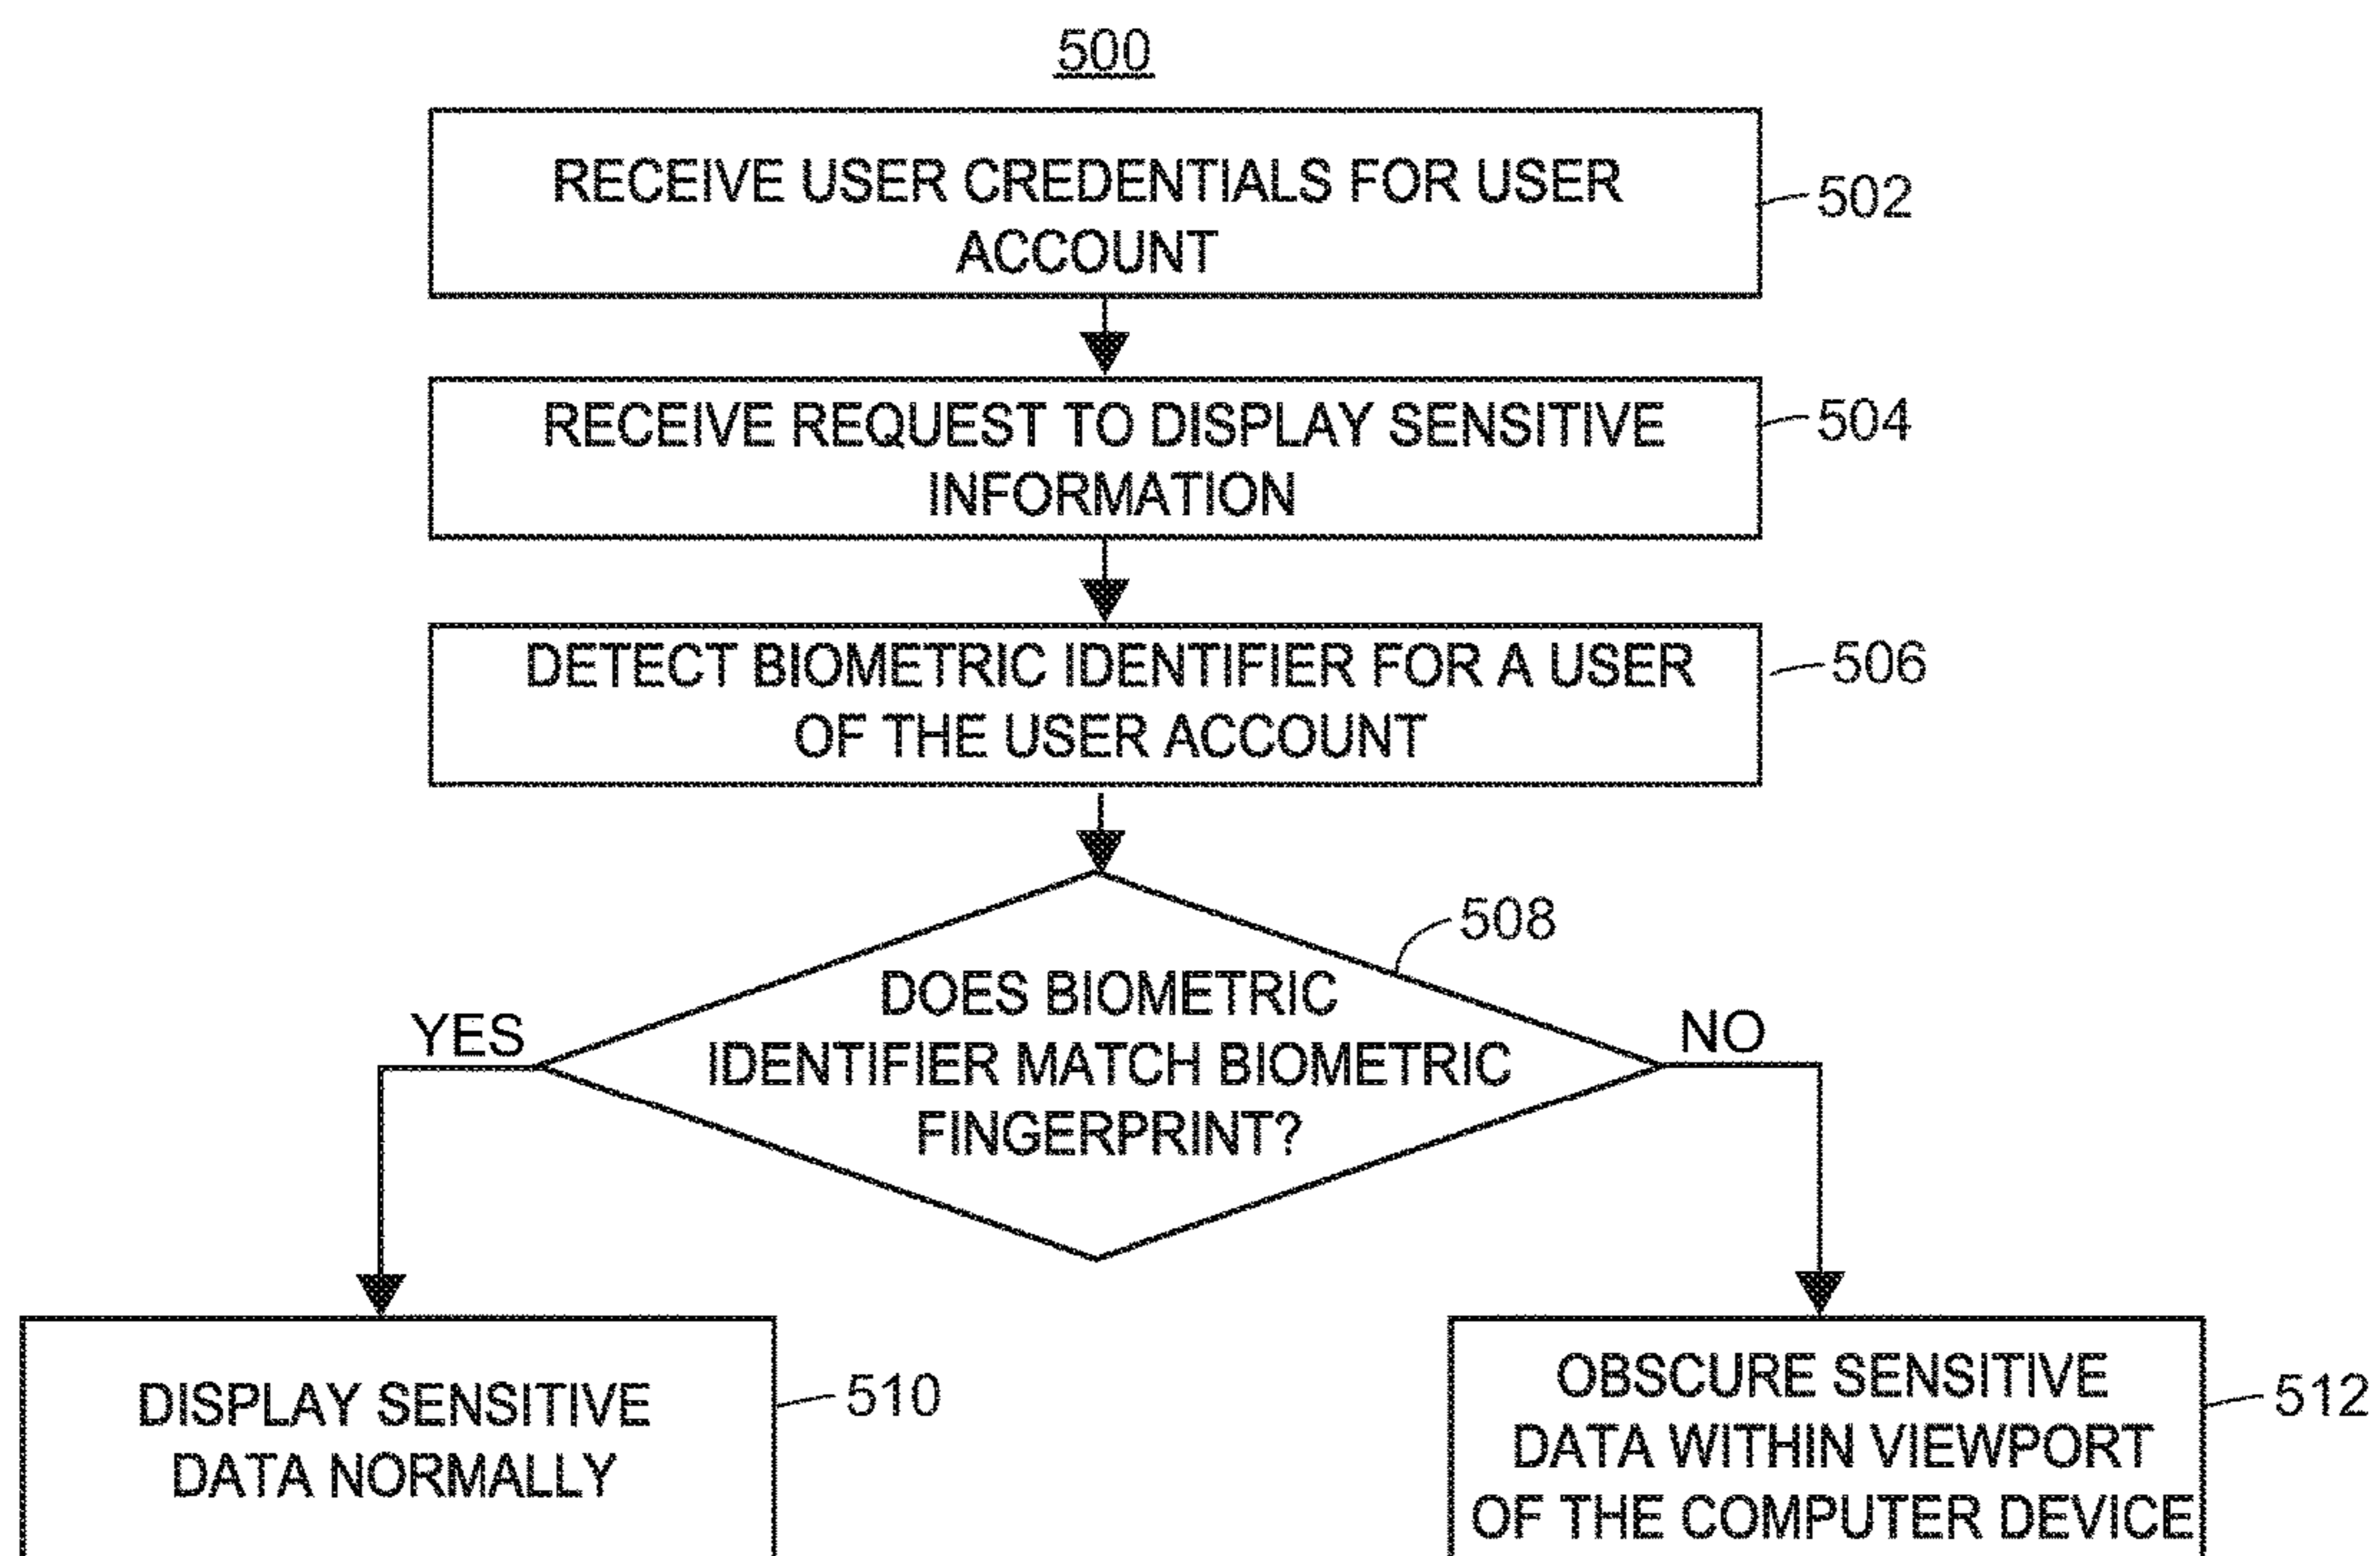 500
RECEIVE USER CREDENTIALS FOR USER
ACCOUNT
502
RECEIVE REQUEST TO DISPLAY SENSITIVE
INFORMATION
504
DETECT BIOMETRIC IDENTIFIER FOR A USER
OF THE USER ACCOUNT
506
508
DOES BIOMETRIC
IDENTIFIER MATCH BIOMETRIC
FINGERPRINT?
YES
NO
DISPLAY SENSITIVE
DATA NORMALLY
510
OBSCURE SENSITIVE
DATA WITHIN VIEWPORT
OF THE COMPUTER DEVICE
512